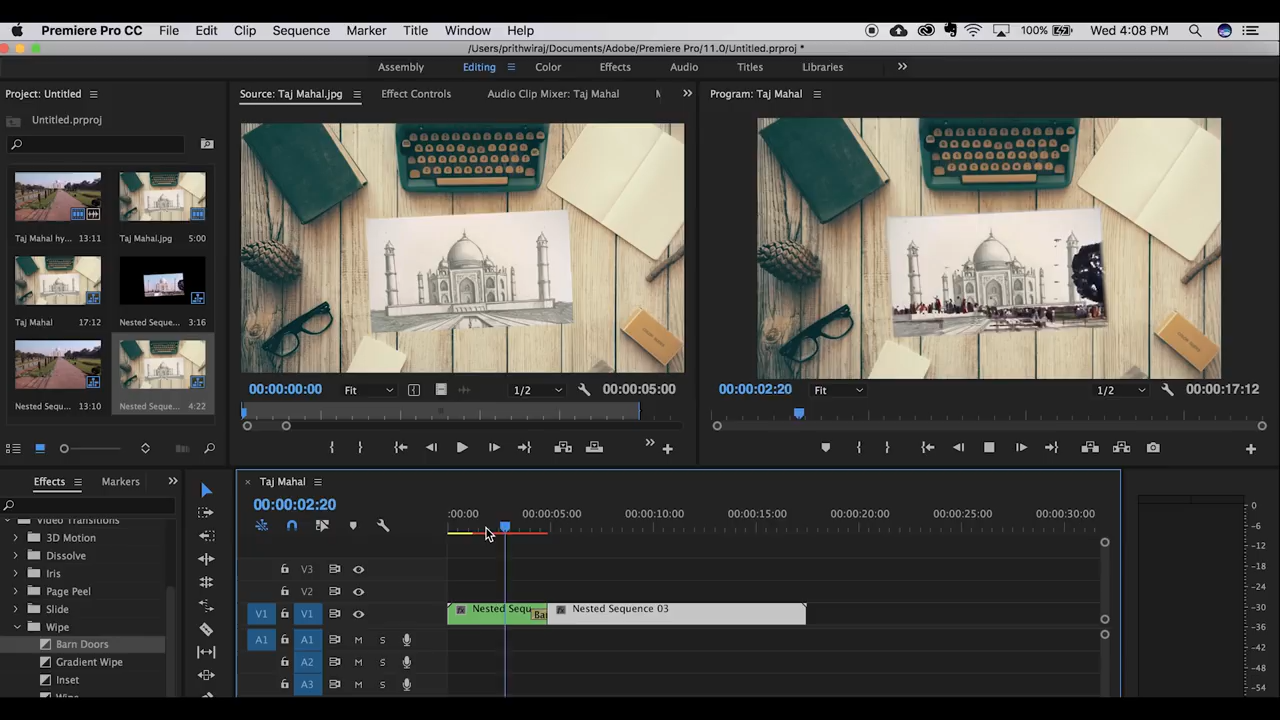 Premiere Pro CC File Edit Clip Sequence Marker Title Window Help 100% Wed 4:08 PM
/Users/prithwiraj/Documents/Adobe/Premiere Pro/11.0/Untitled.prproj *
Assembly Editing Color Effects Audio Titles Libraries
Project: Untitled
Untitled.prproj
Taj Mahal hy... 13:11
Taj Mahal.jpg 5:00
Taj Mahal 17:12
Nested Seque... 3:16
Nested Sequ... 13:10
Nested Seque... 4:22
Source: Taj Mahal.jpg Effect Controls Audio Clip Mixer: Taj Mahal M
00:00:00:00 Fit 1/2 00:00:05:00
Program: Taj Mahal
00:00:02:20 Fit 1/2 00:00:17:12
Effects Markers
Video Transitions
3D Motion
Dissolve
Iris
Page Peel
Slide
Wipe
Barn Doors
Gradient Wipe
Inset
Wipe
× Taj Mahal
00:00:02:20
:00:00 00:00:05:00 00:00:10:00 00:00:15:00 00:00:20:00 00:00:25:00 00:00:30:00
V3
V2
V1 V1 Nested Sequ Bar Nested Sequence 03
A1 A1 M S
A2 M S
A3 M S
0
-6
-12
-18
-24
-30
-36
-42
-48
-54